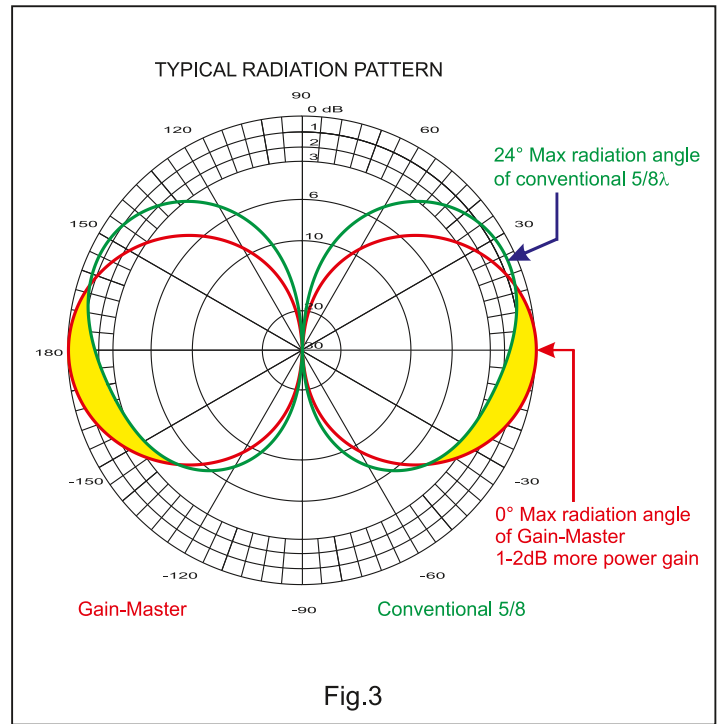 TYPICAL RADIATION PATTERN
90
0 dB
120
1
60
2
3
24° Max radiation angle
of conventional 5/8λ
6
150
30
10
20
180
30
0° Max radiation angle
of Gain-Master
1-2dB more power gain
-150
-30
-120
-60
-90
Gain-Master
Conventional 5/8
Fig.3